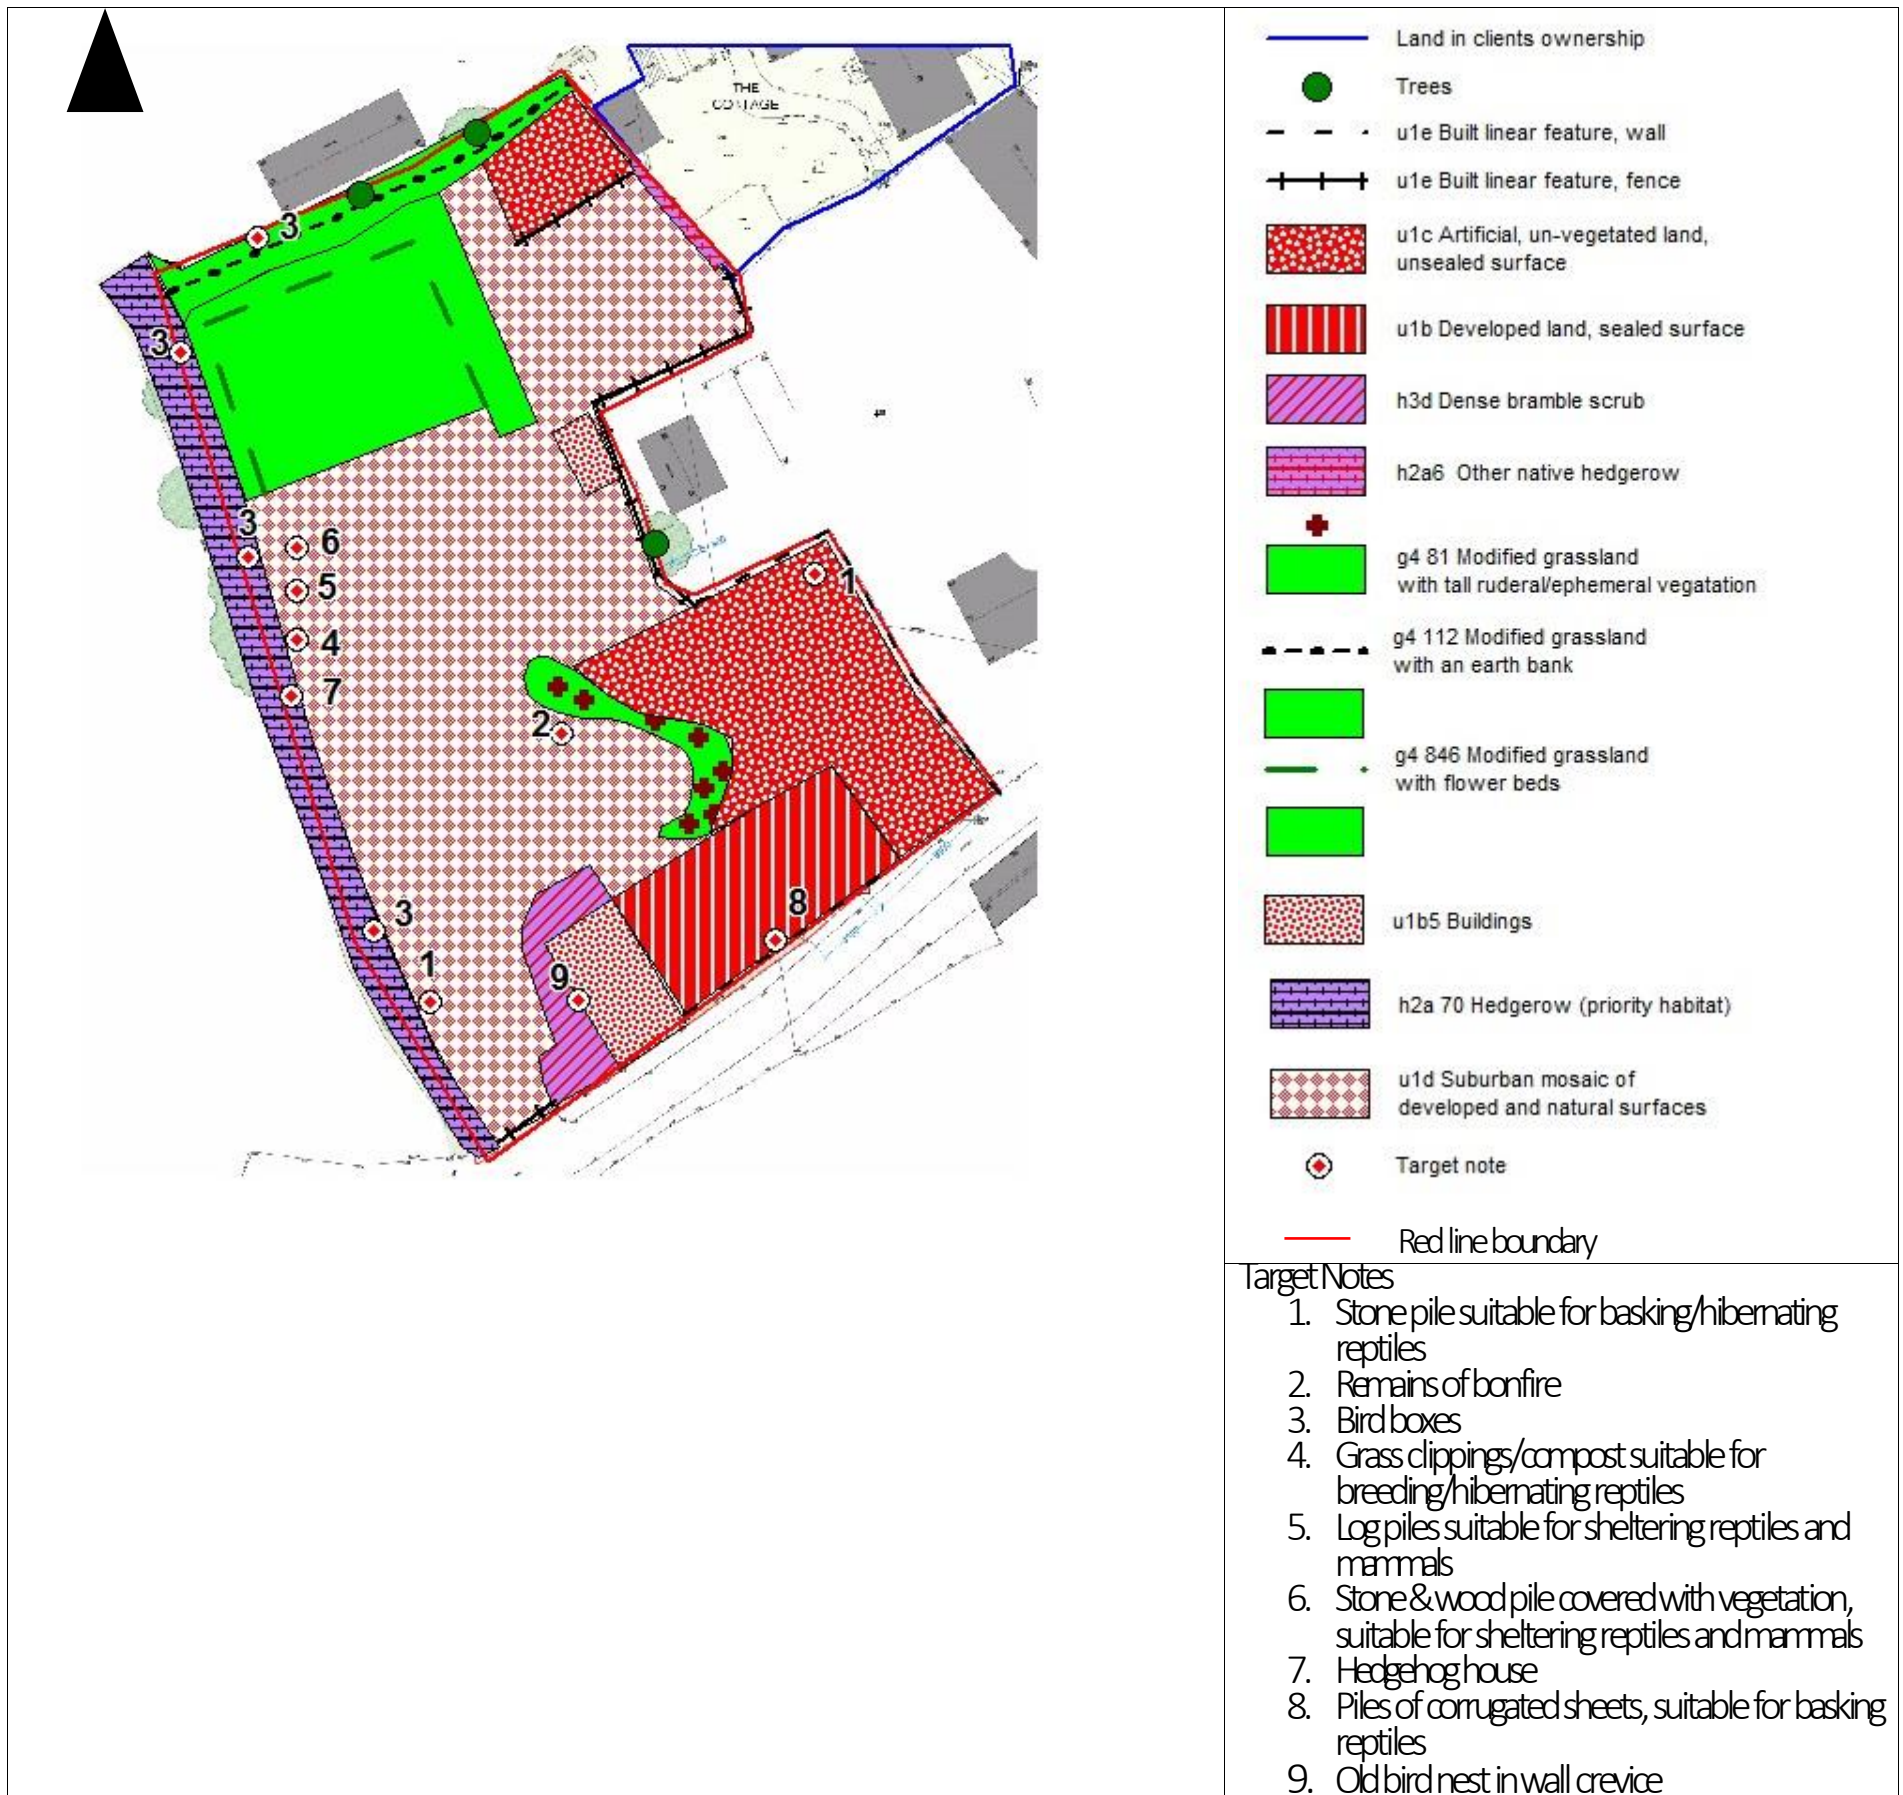 THE
COTTAGE
3
3
3
6
5
4
7
2
1
3
1
8
9
Land in clients ownership
Trees
u1e Built linear feature, wall
u1e Built linear feature, fence
u1c Artificial, un-vegetated land,
unsealed surface
u1b Developed land, sealed surface
h3d Dense bramble scrub
h2a6 Other native hedgerow
g4 81 Modified grassland
with tall ruderal/ephemeral vegatation
g4 112 Modified grassland
with an earth bank
g4 846 Modified grassland
with flower beds
u1b5 Buildings
h2a 70 Hedgerow (priority habitat)
u1d Suburban mosaic of
developed and natural surfaces
Target note
Red line boundary
Target Notes
1. Stone pile suitable for basking/hibernating
reptiles
2. Remains of bonfire
3. Bird boxes
4. Grass clippings/compost suitable for
breeding/hibernating reptiles
5. Log piles suitable for sheltering reptiles and
mammals
6. Stone & wood pile covered with vegetation,
suitable for sheltering reptiles and mammals
7. Hedgehog house
8. Piles of corrugated sheets, suitable for basking
reptiles
9. Old bird nest in wall crevice